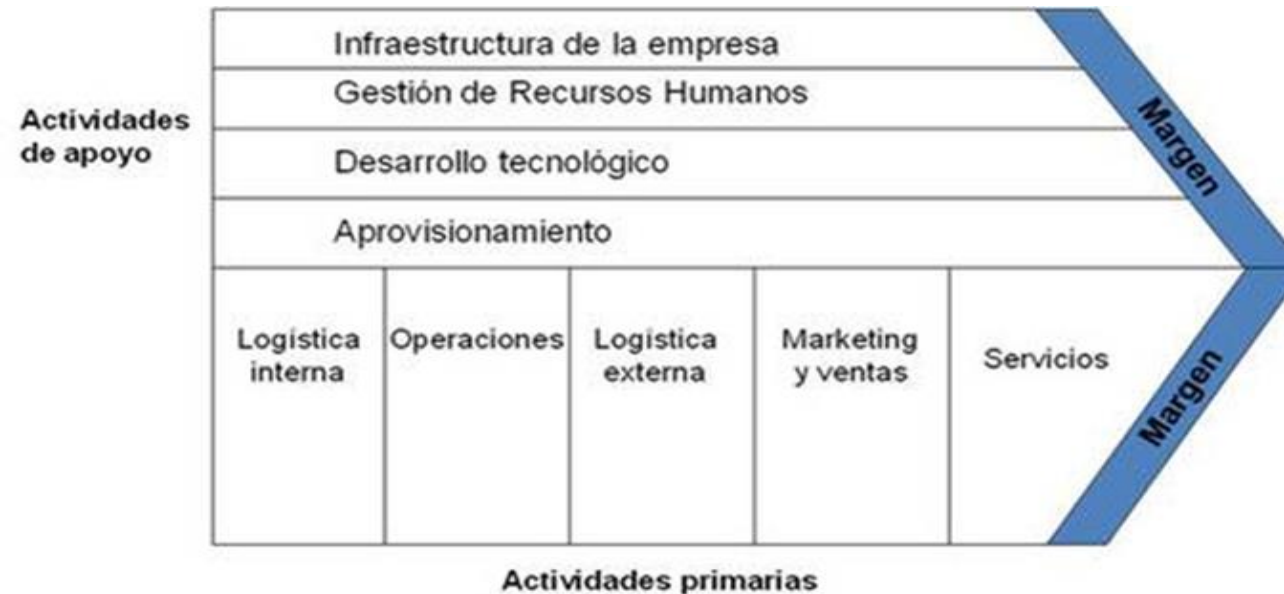 Infraestructura de la empresa
Gestión de Recursos Humanos
Actividades
de apoyo
Desarrollo tecnológico
Aprovisionamiento
Margen
Logística
interna
Operaciones
Logística
externa
Marketing
y ventas
Servicios
Margen
Actividades primarias